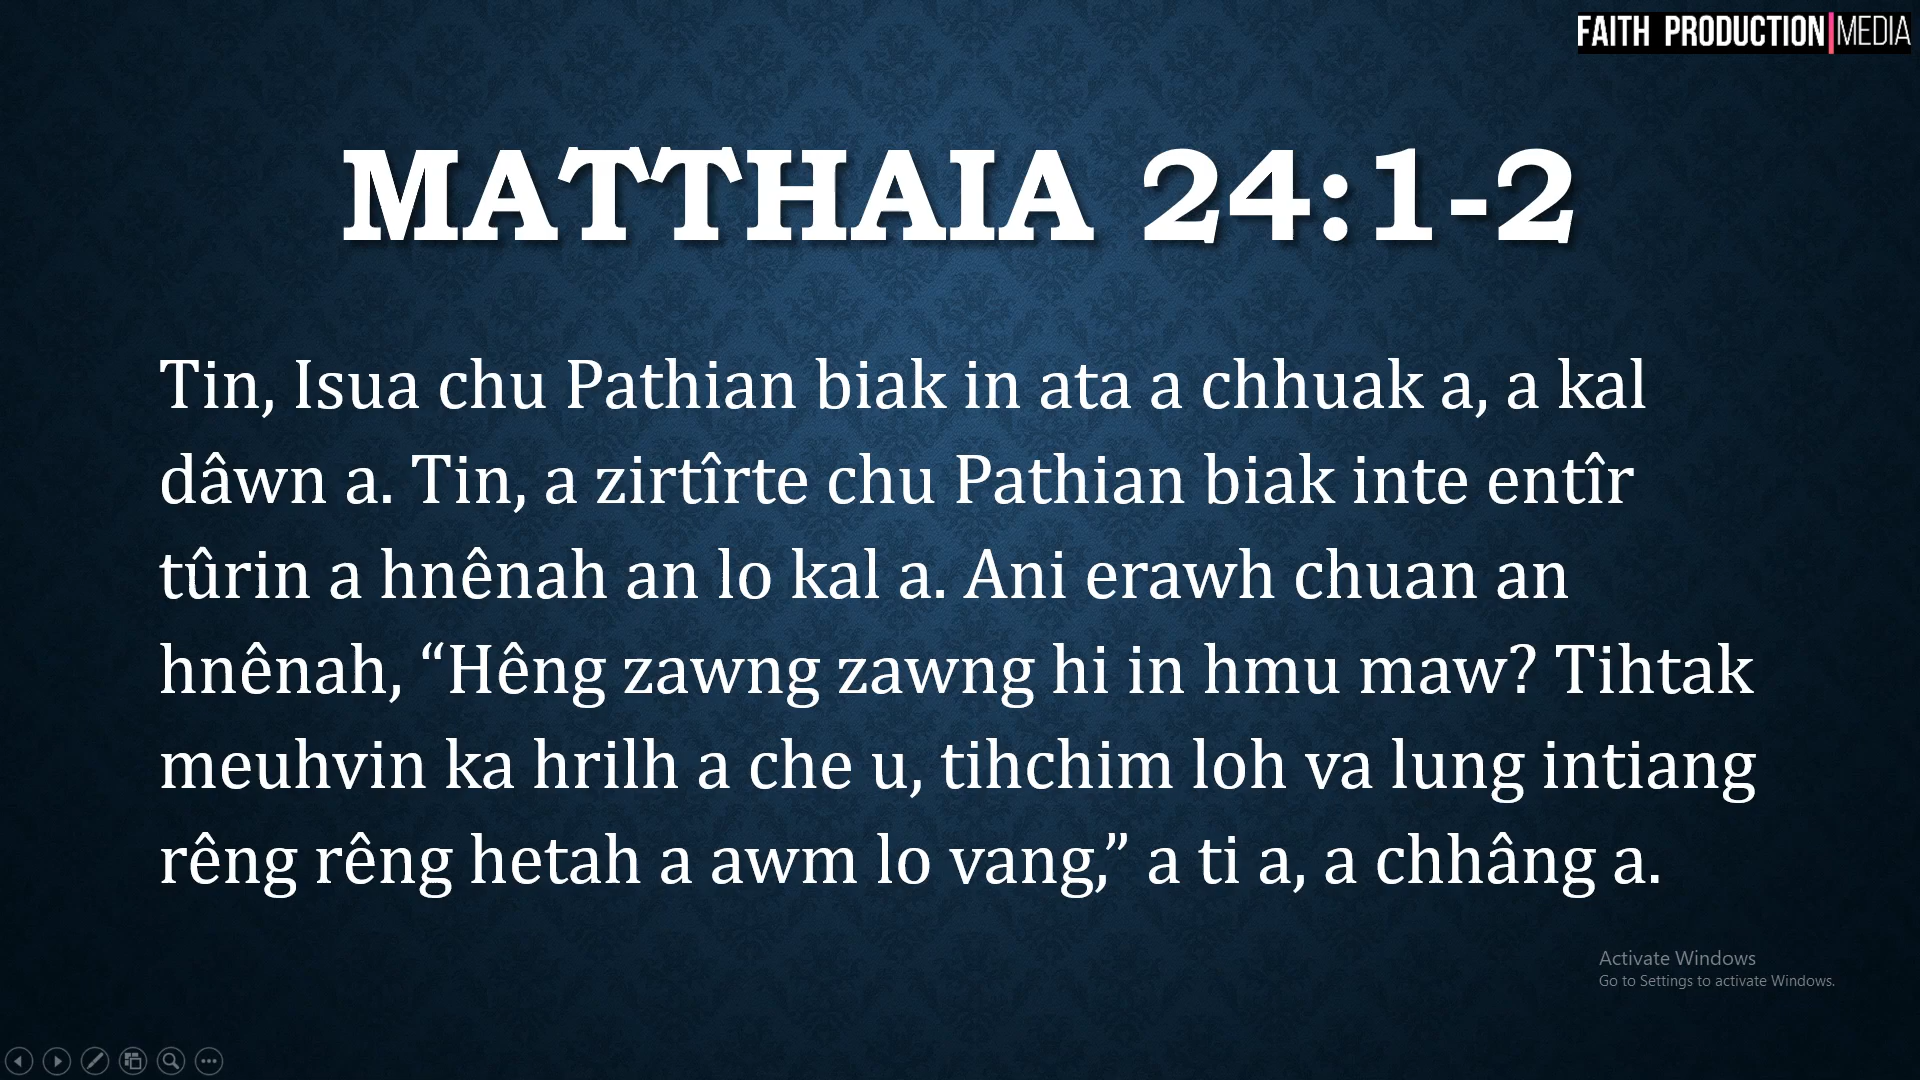 FAITH PRODUCTION|MEDIA
MATTHAIA 24:1-2
Tin, Isua chu Pathian biak in ata a chhuak a, a kal
dâwn a. Tin, a zirtîrte chu Pathian biak inte entîr
tûrin a hnênah an lo kal a. Ani erawh chuan an
hnênah, “Hêng zawng zawng hi in hmu maw? Tihtak
meuhvin ka hrilh a che u, tihchim loh va lung intiang
rêng rêng hetah a awm lo vang,” a ti a, a chhâng a.
Activate Windows
Go to Settings to activate Windows.